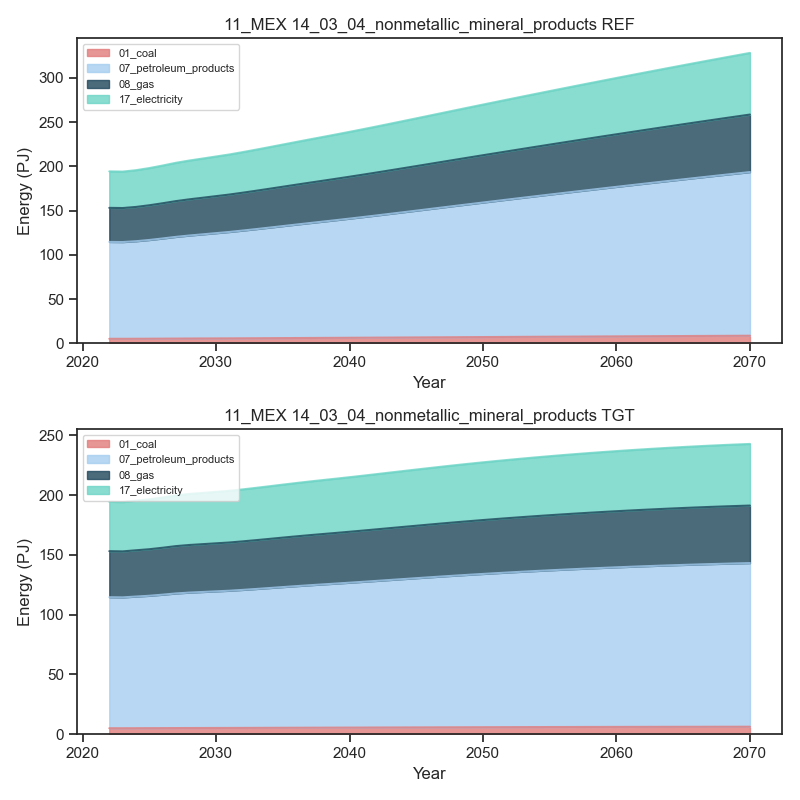 11_MEX 14_03_04_nonmetallic_mineral_products REF
01_coal
07_petroleum_products
08_gas
17_electricity
Energy (PJ)
300
250
200
150
100
50
0
2020 2030 2040 2050 2060 2070
Year
11_MEX 14_03_04_nonmetallic_mineral_products TGT
01_coal
07_petroleum_products
08_gas
17_electricity
Energy (PJ)
250
200
150
100
50
0
2020 2030 2040 2050 2060 2070
Year